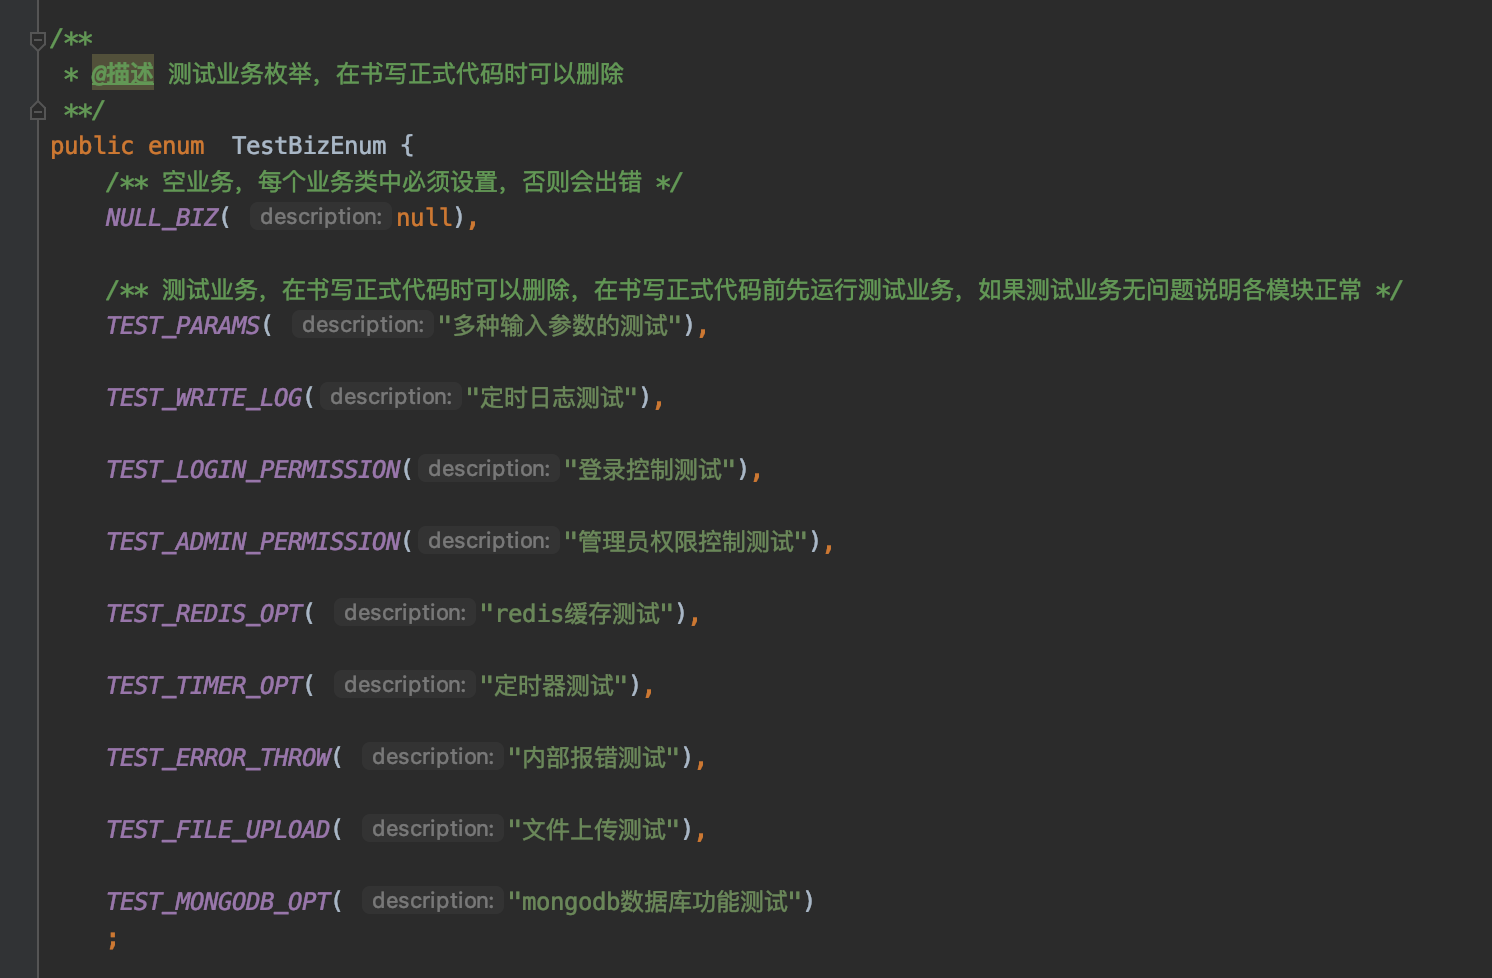 /**
 * @描述 测试业务枚举，在书写正式代码时可以删除
 **/
public enum  TestBizEnum {
    /** 空业务，每个业务类中必须设置，否则会出错 */
    NULL_BIZ( description: null),
    /** 测试业务，在书写正式代码时可以删除，在书写正式代码前先运行测试业务，如果测试业务无问题说明各模块正常 */
    TEST_PARAMS( description: "多种输入参数的测试"),
    TEST_WRITE_LOG( description: "定时日志测试"),
    TEST_LOGIN_PERMISSION( description: "登录控制测试"),
    TEST_ADMIN_PERMISSION( description: "管理员权限控制测试"),
    TEST_REDIS_OPT( description: "redis缓存测试"),
    TEST_TIMER_OPT( description: "定时器测试"),
    TEST_ERROR_THROW( description: "内部报错测试"),
    TEST_FILE_UPLOAD( description: "文件上传测试"),
    TEST_MONGODB_OPT( description: "mongodb数据库功能测试")
    ;